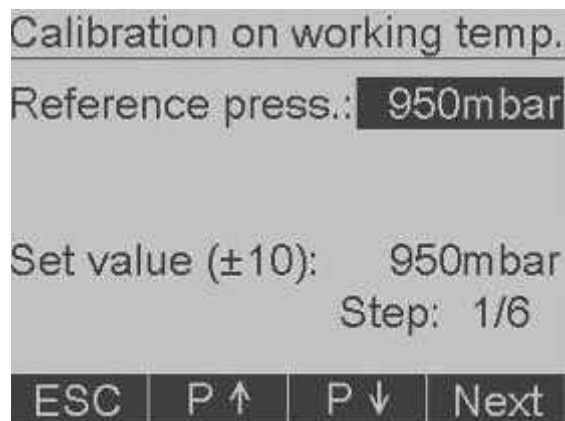 Calibration on working temp.
Reference press.: 950mbar
Set value (±10): 950mbar
Step: 1/6
ESC P ↑ P ↓ Next